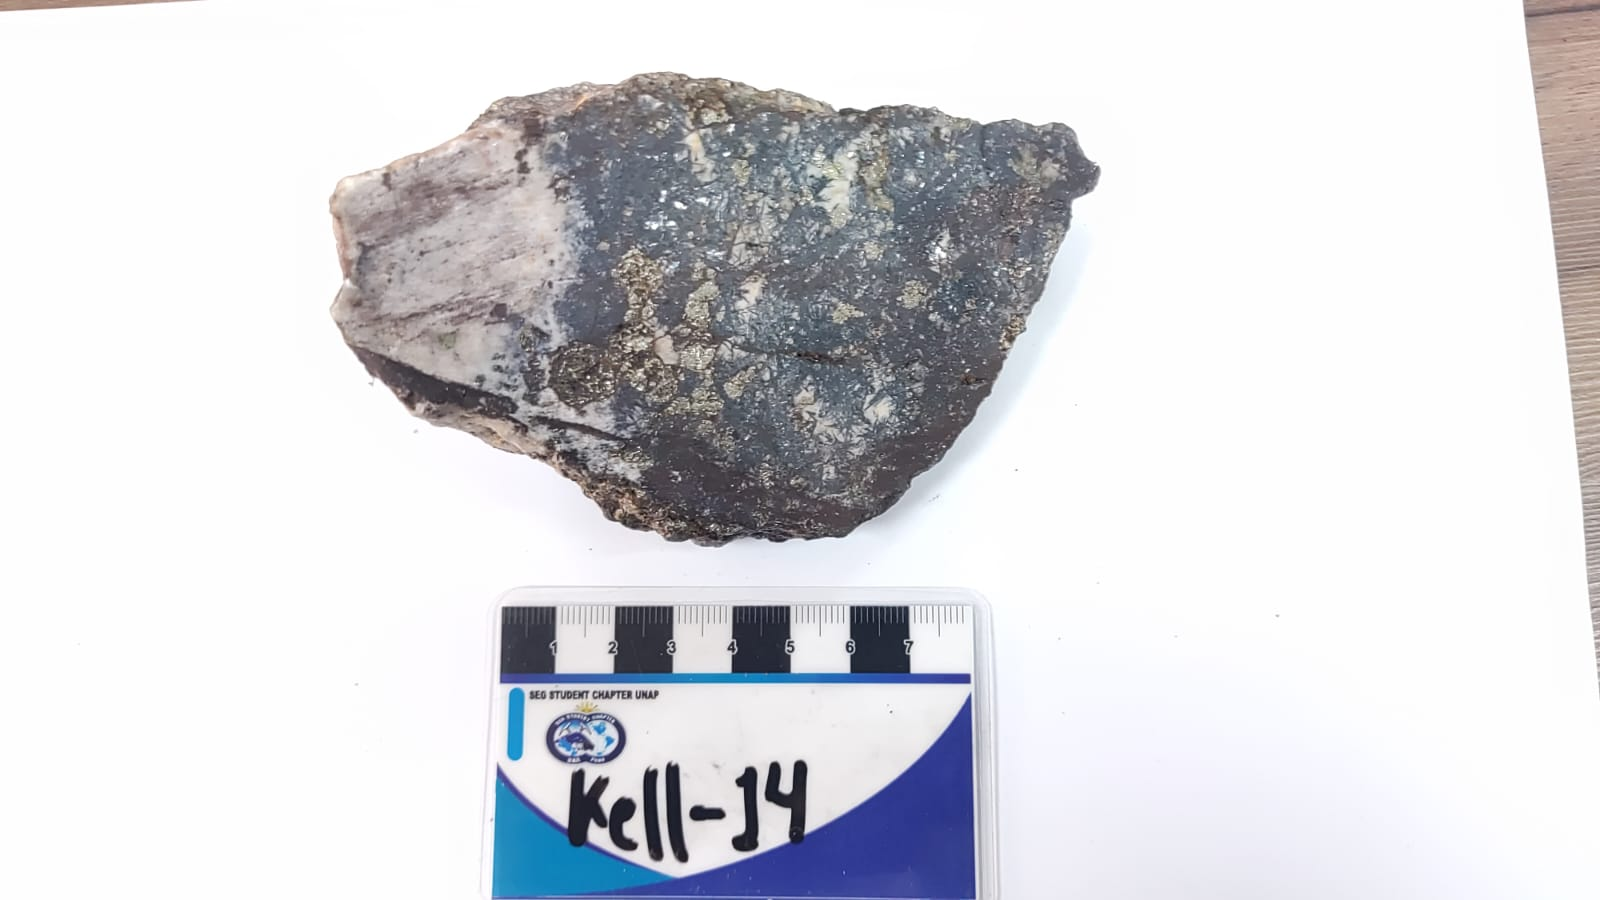 1 2 3 4 5 6 7
SEG STUDENT CHAPTER UNAP
Kell-14